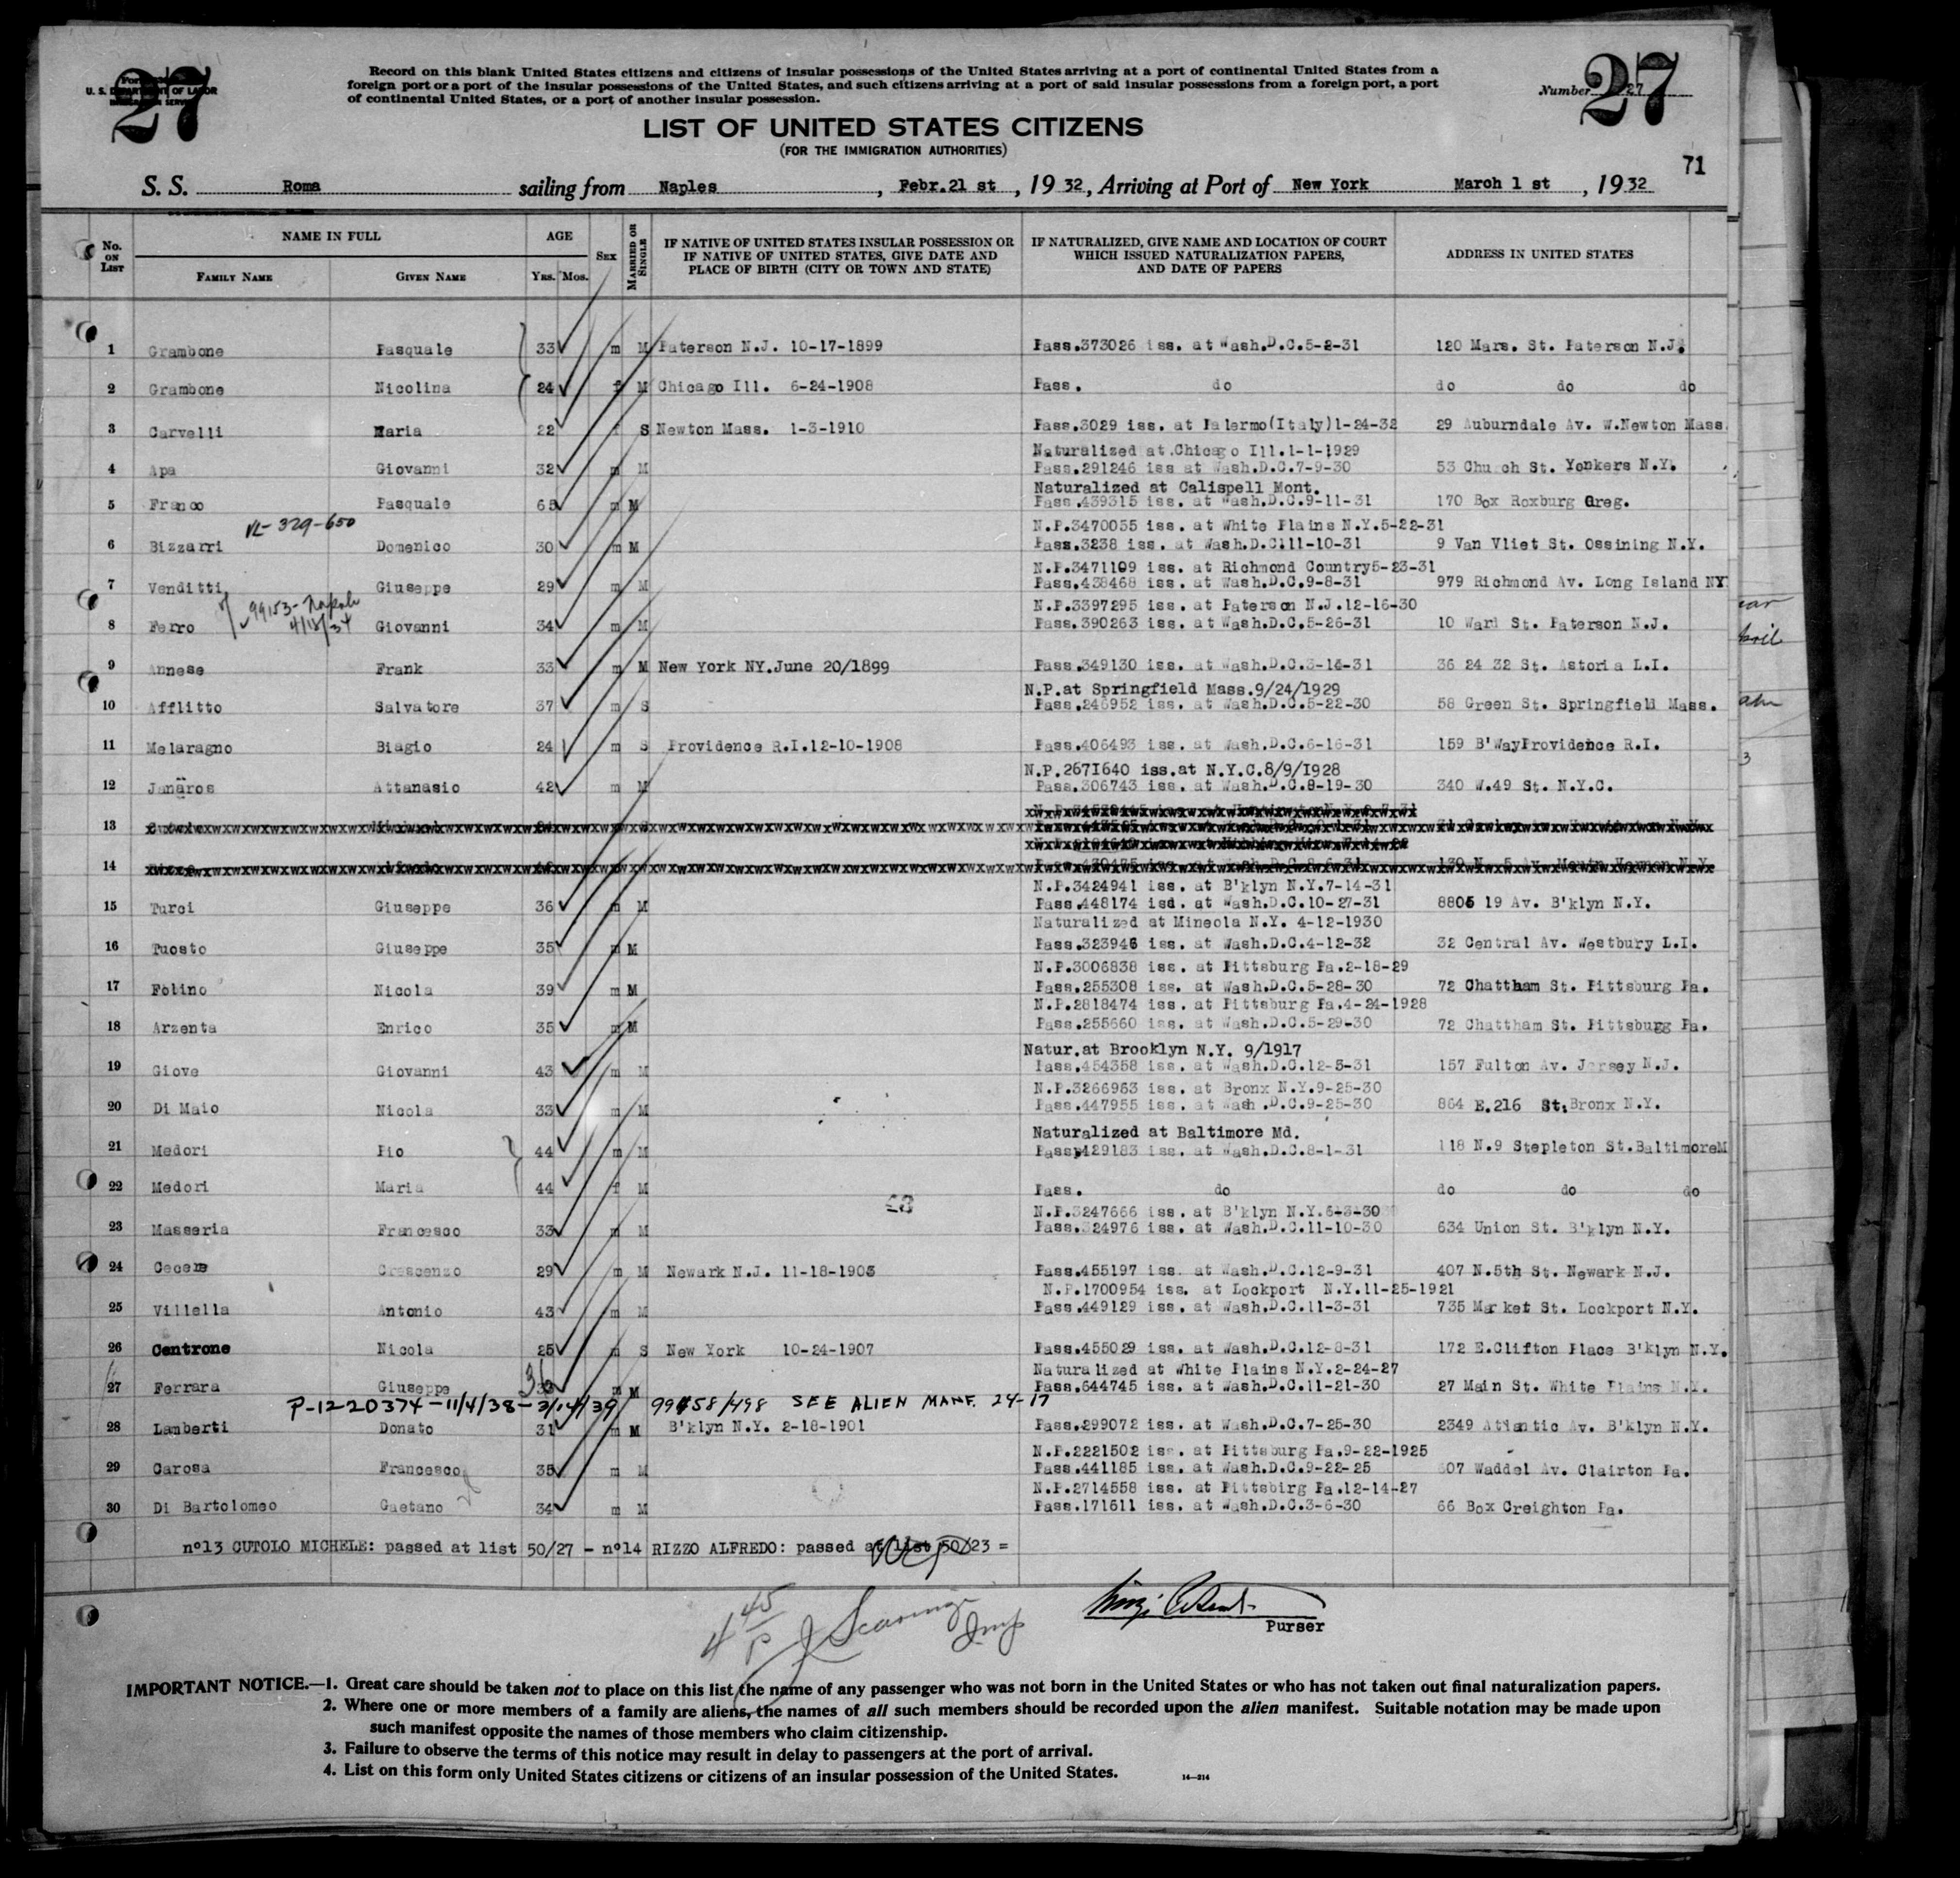 27
U. S. DEPARTMENT OF LABOR
IMMIGRATION SERVICE
Record on this blank United States citizens and citizens of insular possessions of the United States arriving at a port of continental United States from a
foreign port or a port of the insular possessions of the United States, and such citizens arriving at a port of said insular possessions from a foreign port, a port
of continental United States, or a port of another insular possession.
Number 27
27
LIST OF UNITED STATES CITIZENS
(FOR THE IMMIGRATION AUTHORITIES)
71
S. S. Roma sailing from Naples, Febr.21 st, 1932, Arriving at Port of New York March 1 st, 1932
No. ON LIST NAME IN FULL AGE SEX MARRIED OR SINGLE IF NATIVE OF UNITED STATES INSULAR POSSESSION OR IF NATIVE OF UNITED STATES, GIVE DATE AND PLACE OF BIRTH (CITY OR TOWN AND STATE) IF NATURALIZED, GIVE NAME AND LOCATION OF COURT WHICH ISSUED NATURALIZATION PAPERS, AND DATE OF PAPERS ADDRESS IN UNITED STATES
FAMILY NAME GIVEN NAME YRS. MOS.
1 Grambone Pasquale 33 m M Paterson N.J. 10-17-1899 Pass.373026 iss. at Wash.D.C.5-2-31 120 Mars. St. Paterson N.J.
2 Grambone Nicolina 24 f M Chicago Ill. 6-24-1908 Pass. do do do do
3 Carvelli Maria 22 f S Newton Mass. 1-3-1910 Pass.3029 iss. at Palermo(Italy)1-24-32 29 Auburndale Av. W.Newton Mass.
Naturalized at Chicago Ill.1-1-1929
4 Apa Giovanni 32 m M Pass.291246 iss at Wash.D.C.7-9-30 53 Church St. Yonkers N.Y.
Naturalized at Calispell Mont.
5 Franco Pasquale 65 m M Pass.439315 iss. at Wash.D.C.9-11-31 170 Box Roxburg Greg.
VL-329-650
N.P.3470035 iss. at White Plains N.Y.5-22-31
6 Bizzarri Domenico 30 m M Pass.3238 iss. at Wash.D.C.11-10-31 9 Van Vliet St. Ossining N.Y.
N.P.3471109 iss. at Richmond Country5-23-31
7 Venditti Giuseppe 29 m M Pass.438468 iss. at Wash.D.C.9-8-31 979 Richmond Av. Long Island NY
99153-Napoli
4/13/34
N.P.3397295 iss. at Paterson N.J.12-16-30
8 Ferro Giovanni 34 m M Pass.390263 iss. at Wash.D.C.5-26-31 10 Ward St. Paterson N.J.
9 Annese Frank 33 m M New York NY.June 20/1899 Pass.349130 iss. at Wash.D.C.3-14-31 36 24 32 St. Astoria L.I.
N.P.at Springfield Mass.9/24/1929
10 Afflitto Salvatore 37 m S Pass.246952 iss. at Wash.D.C.5-22-30 58 Green St. Springfield Mass.
11 Melaragno Biagio 24 m S Providence R.I.12-10-1908 Pass.406493 iss. at Wash.D.C.6-16-31 159 B'WayProvidence R.I.
N.P.2671640 iss.at N.Y.C.8/9/1928
12 Janaros Attanasio 42 m M Pass.306743 iss. at Wash.D.C.8-19-30 340 W.49 St. N.Y.C.
13
14
N.P.3424941 iss. at B'klyn N.Y.7-14-31
15 Turci Giuseppe 36 m M Pass.448174 isd. at Wash.D.C.10-27-31 8805 19 Av. B'klyn N.Y.
Naturalized at Mineola N.Y. 4-12-1930
16 Tuosto Giuseppe 35 m M Pass.323946 iss. at Wash.D.C.4-12-32 32 Central Av. Westbury L.I.
N.P.3006838 iss. at Pittsburg Pa.2-18-29
17 Folino Nicola 39 m M Pass.255308 iss. at Wash.D.C.5-28-30 72 Chattham St. Pittsburg Pa.
N.P.2818474 iss. at Pittsburg Pa.4-24-1928
18 Arzenta Enrico 35 m M Pass.255660 iss. at Wash.D.C.5-29-30 72 Chattham St. Pittsburg Pa.
Natur.at Brooklyn N.Y. 9/1917
19 Giove Giovanni 43 m M Pass.454358 iss. at Wash.D.C.12-5-31 157 Fulton Av. Jersey N.J.
N.P.3266953 iss. at Bronx N.Y.9-25-30
20 Di Maio Nicola 33 m M Pass.447955 iss. at Wash.D.C.9-25-30 864 E.216 St. Bronx N.Y.
Naturalized at Baltimore Md.
21 Medori Pio 44 m M Pass.429183 iss. at Wash.D.C.8-1-31 118 N.9 Stepleton St.BaltimoreM
22 Medori Maria 44 f M Pass. do do do do
N.P.3247666 iss. at B'klyn N.Y.6-3-30
23 Masseria Francesco 33 m M Pass.324976 iss. at Wash.D.C.11-10-30 634 Union St. B'klyn N.Y.
24 Cecere Crescenzo 29 m M Newark N.J. 11-18-1903 Pass.455197 iss. at Wash.D.C.12-9-31 407 N.5th St. Newark N.J.
N.P.1700954 iss. at Lockport N.Y.11-25-1921
25 Villella Antonio 43 m M Pass.449129 iss. at Wash.D.C.11-3-31 735 Market St. Lockport N.Y.
26 Centrone Nicola 25 m S New York 10-24-1907 Pass.455029 iss. at Wash.D.C.12-8-31 172 E.Clifton Place B'klyn N.Y.
Naturalized at White Plains N.Y.2-24-27
27 Ferrara Giuseppe 36 m M Pass.644745 iss. at Wash.D.C.11-21-30 27 Main St. White Plains N.Y.
P-1220374-11/4/38-3/14/39 99458/498 SEE ALIEN MANF. 24-17
28 Lamberti Donato 31 m M B'klyn N.Y. 2-18-1901 Pass.299072 iss. at Wash.D.C.7-25-30 2349 Atlantic Av. B'klyn N.Y.
N.P.2221502 iss. at Pittsburg Pa.9-22-1925
29 Carosa Francesco 35 m M Pass.441185 iss. at Wash.D.C.9-22-25 607 Waddel Av. Clairton Pa.
N.P.2714558 iss. at Pittsbirg Pa.12-14-27
30 Di Bartolomeo Gaetano 34 m M Pass.171611 iss. at Wash.D.C.3-6-30 66 Box Creighton Pa.
nº13 CUTOLO MICHELE: passed at list 50/27 - nº14 RIZZO ALFREDO: passed at list 50/23 =
4 45 P
Insp
Purser
IMPORTANT NOTICE.—1. Great care should be taken not to place on this list the name of any passenger who was not born in the United States or who has not taken out final naturalization papers.
2. Where one or more members of a family are aliens, the names of all such members should be recorded upon the alien manifest. Suitable notation may be made upon
such manifest opposite the names of those members who claim citizenship.
3. Failure to observe the terms of this notice may result in delay to passengers at the port of arrival.
4. List on this form only United States citizens or citizens of an insular possession of the United States.
14—214